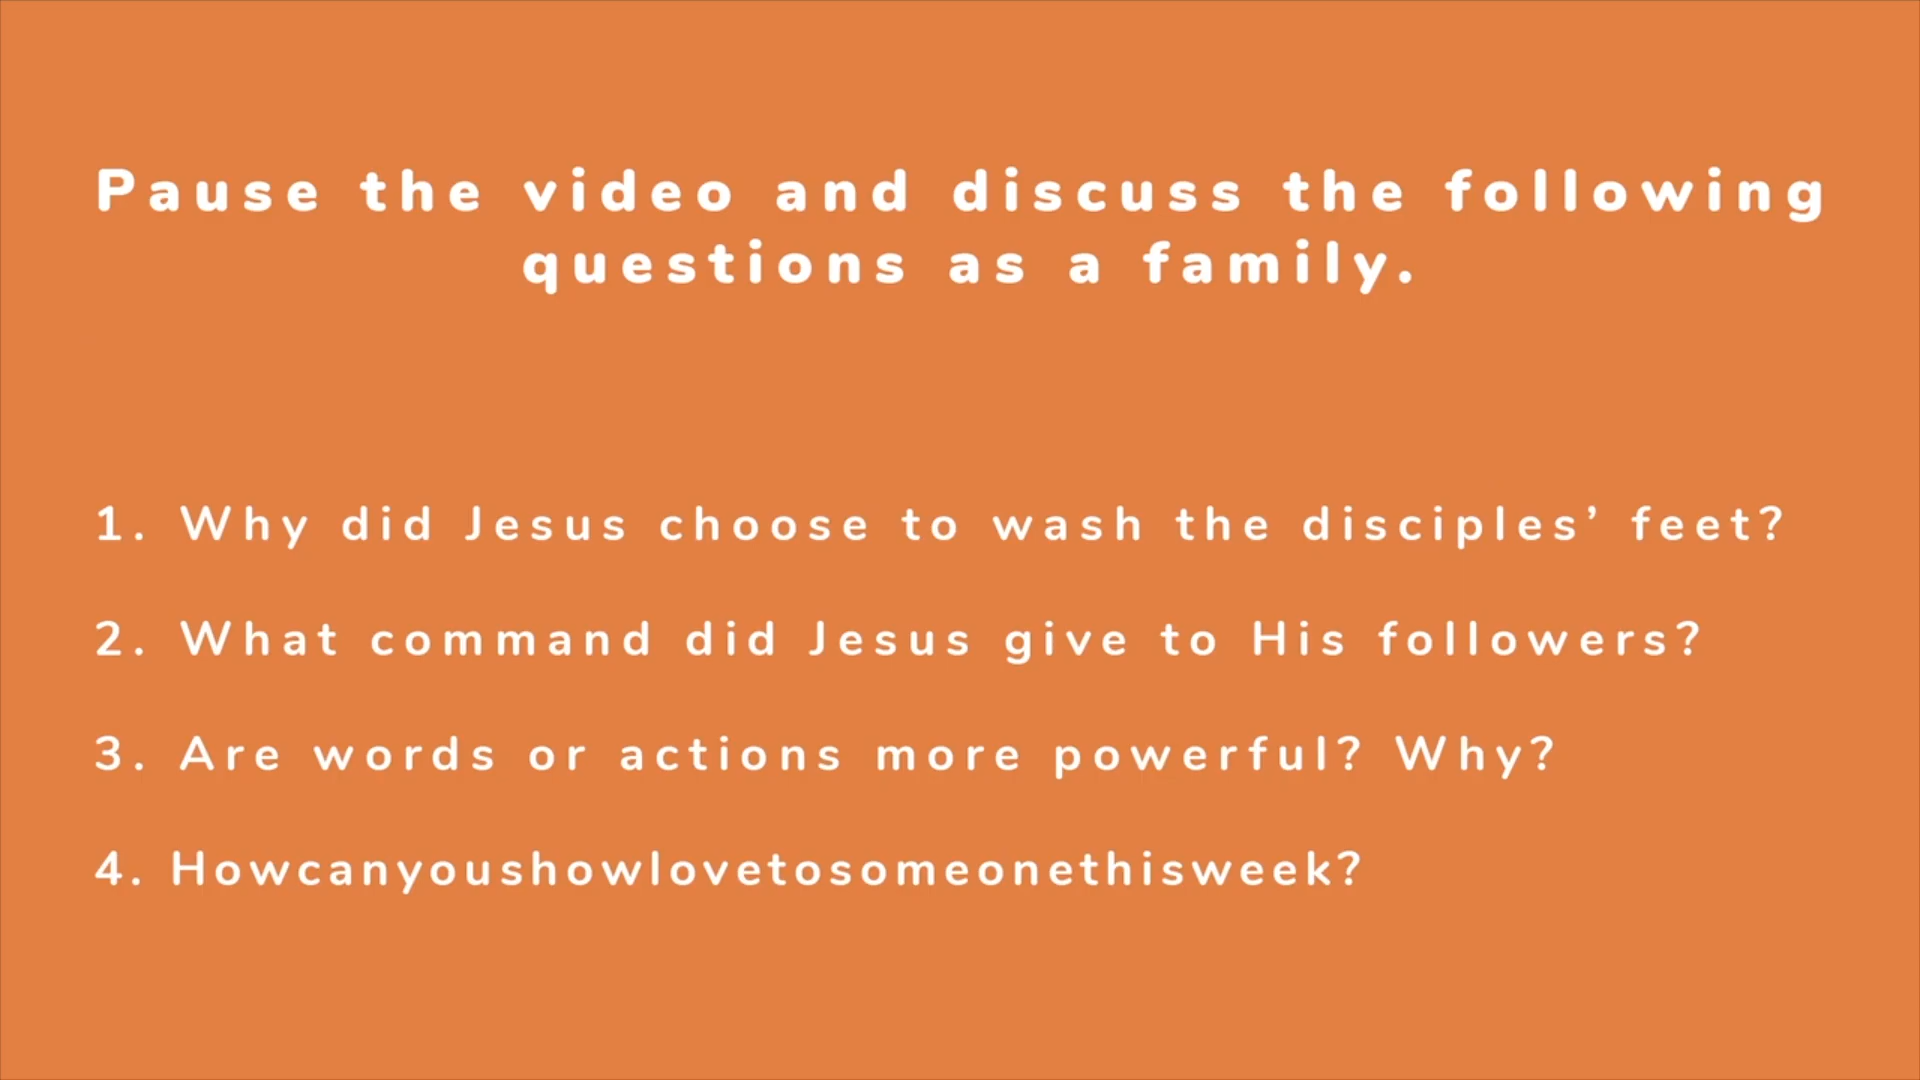 Pause the video and discuss the following
questions as a family.
1. Why did Jesus choose to wash the disciples’ feet?
2. What command did Jesus give to His followers?
3. Are words or actions more powerful? Why?
4. Howcanyoushowlovetosomeonethisweek?